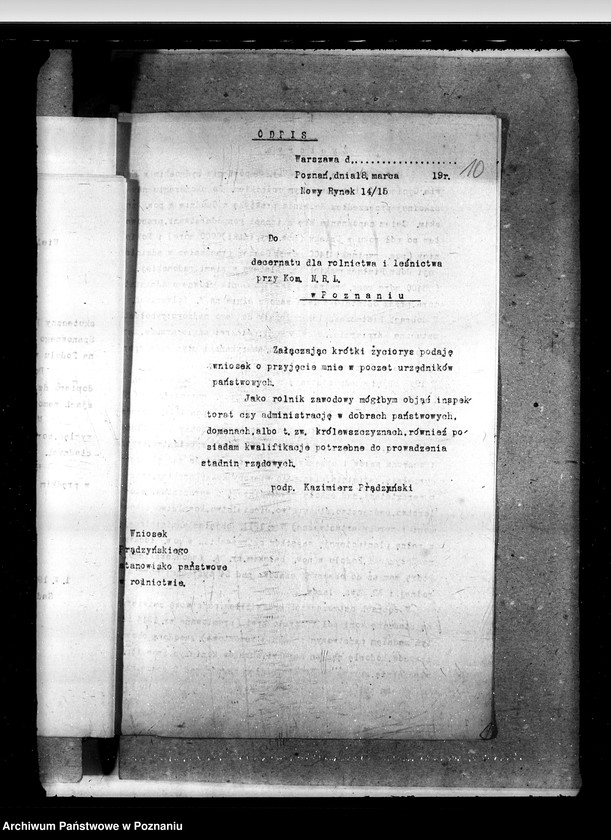 O D P I S
Warszawa d....................
Poznań,dnia18.marca 19r.
10
Nowy Rynek 14/15
Do
decernatu dla rolnictwa i leśnictwa
przy Kom. N.R.L.
w P o z n a n i u
Załączając krótki życiorys podaję
wniosek o przyjęcie mnie w poczet urzędników
państwowych.
Jako rolnik zawodowy mógłbym objąć inspek
torat czy administrację w dobrach państwowych,
domenach,albo t. zw. królewszczyznach,również po-
siadam kwalifikacje potrzebne do prowadzenia
stadnin rządowych.
podp. Kazimierz Prądzyński
Wniosek
Prądzyńskiego
stanowisko państwowe
w rolnictwie.
Archiwum Państwowe w Poznaniu